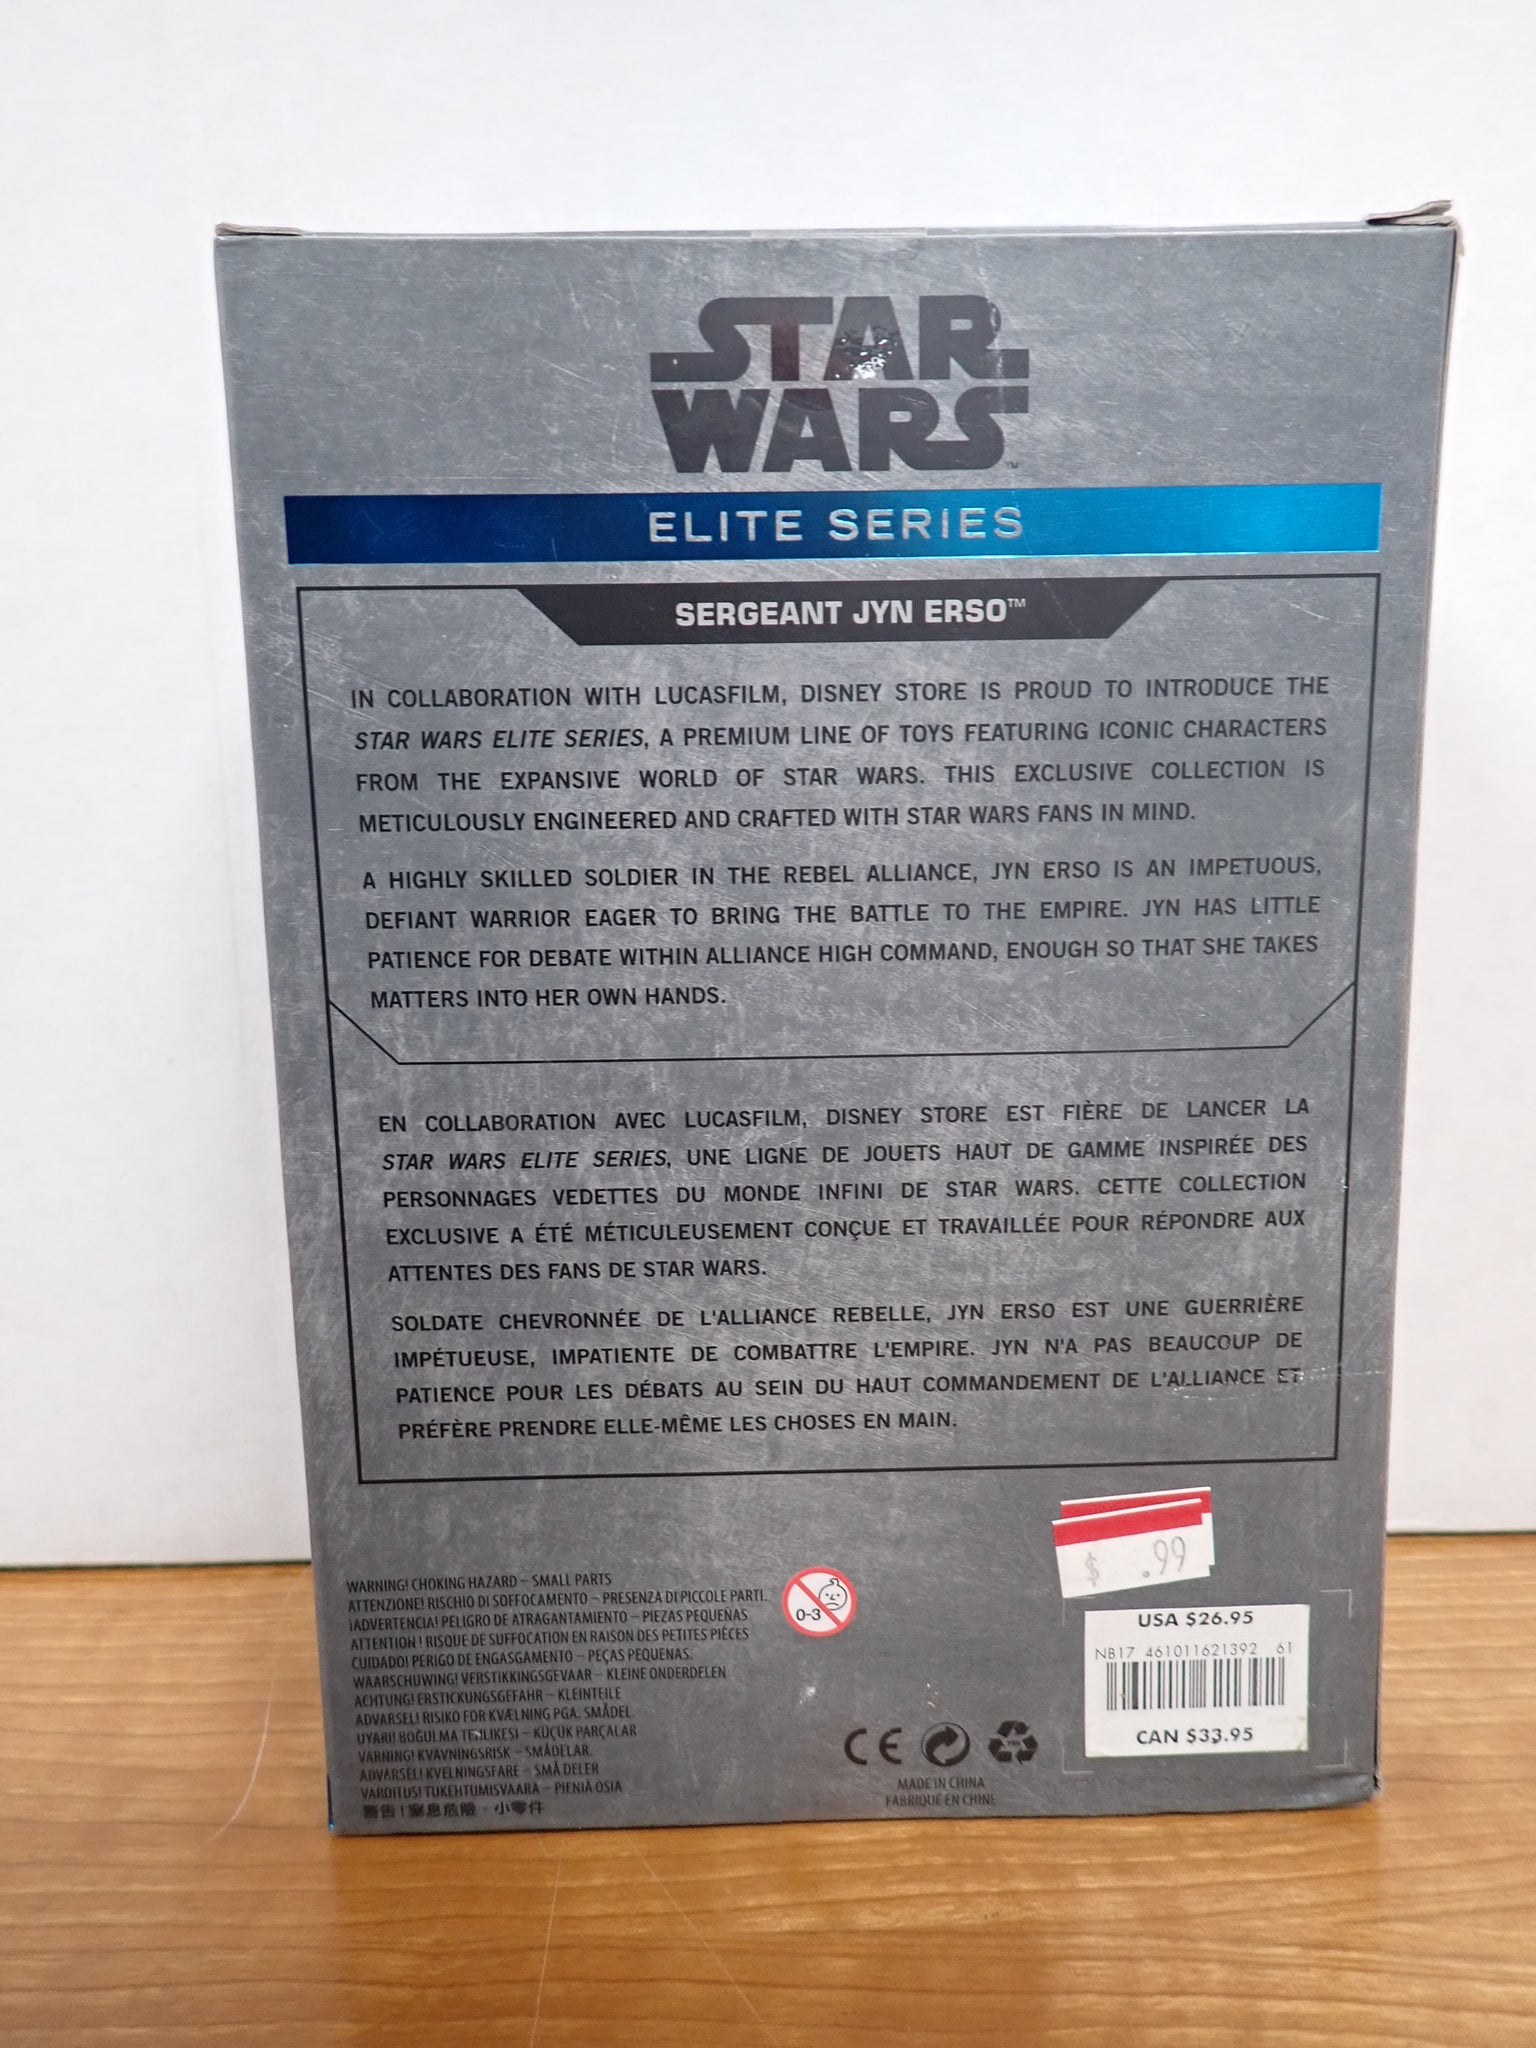 STAR
WARS™
ELITE SERIES
SERGEANT JYN ERSO™
IN COLLABORATION WITH LUCASFILM, DISNEY STORE IS PROUD TO INTRODUCE THE
STAR WARS ELITE SERIES, A PREMIUM LINE OF TOYS FEATURING ICONIC CHARACTERS
FROM THE EXPANSIVE WORLD OF STAR WARS. THIS EXCLUSIVE COLLECTION IS
METICULOUSLY ENGINEERED AND CRAFTED WITH STAR WARS FANS IN MIND.
A HIGHLY SKILLED SOLDIER IN THE REBEL ALLIANCE, JYN ERSO IS AN IMPETUOUS,
DEFIANT WARRIOR EAGER TO BRING THE BATTLE TO THE EMPIRE. JYN HAS LITTLE
PATIENCE FOR DEBATE WITHIN ALLIANCE HIGH COMMAND, ENOUGH SO THAT SHE TAKES
MATTERS INTO HER OWN HANDS.
EN COLLABORATION AVEC LUCASFILM, DISNEY STORE EST FIÈRE DE LANCER LA
STAR WARS ELITE SERIES, UNE LIGNE DE JOUETS HAUT DE GAMME INSPIRÉE DES
PERSONNAGES VEDETTES DU MONDE INFINI DE STAR WARS. CETTE COLLECTION
EXCLUSIVE A ÉTÉ MÉTICULEUSEMENT CONÇUE ET TRAVAILLÉE POUR RÉPONDRE AUX
ATTENTES DES FANS DE STAR WARS.
SOLDATE CHEVRONNÉE DE L'ALLIANCE REBELLE, JYN ERSO EST UNE GUERRIÈRE
IMPÉTUEUSE, IMPATIENTE DE COMBATTRE L'EMPIRE. JYN N'A PAS BEAUCOUP DE
PATIENCE POUR LES DÉBATS AU SEIN DU HAUT COMMANDEMENT DE L'ALLIANCE ET
PRÉFÈRE PRENDRE ELLE-MÊME LES CHOSES EN MAIN.
$ .99
WARNING! CHOKING HAZARD – SMALL PARTS
ATTENZIONE! RISCHIO DI SOFFOCAMENTO – PRESENZA DI PICCOLE PARTI.
¡ADVERTENCIA! PELIGRO DE ATRAGANTAMIENTO – PIEZAS PEQUEÑAS
ATTENTION ! RISQUE DE SUFFOCATION EN RAISON DES PETITES PIÈCES
CUIDADO! PERIGO DE ENGASGAMENTO – PEÇAS PEQUENAS.
WAARSCHUWING! VERSTIKKINGSGEVAAR – KLEINE ONDERDELEN
ACHTUNG! ERSTICKUNGSGEFAHR – KLEINTEILE
ADVARSEL! RISIKO FOR KVÆLNING PGA. SMÅDEL.
UYARI! BOĞULMA TEHLİKESİ – KÜÇÜK PARÇALAR
VARNING! KVÄVNINGSRISK – SMÅDELAR.
ADVARSEL! KVELNINGSFARE – SMÅ DELER
VAROITUS! TUKEHTUMISVAARA – PIENIÄ OSIA
警告！窒息危險 - 小零件
0-3
CE
MADE IN CHINA
FABRIQUÉ EN CHINE
USA $26.95
NB17 461011621392 61
CAN $33.95